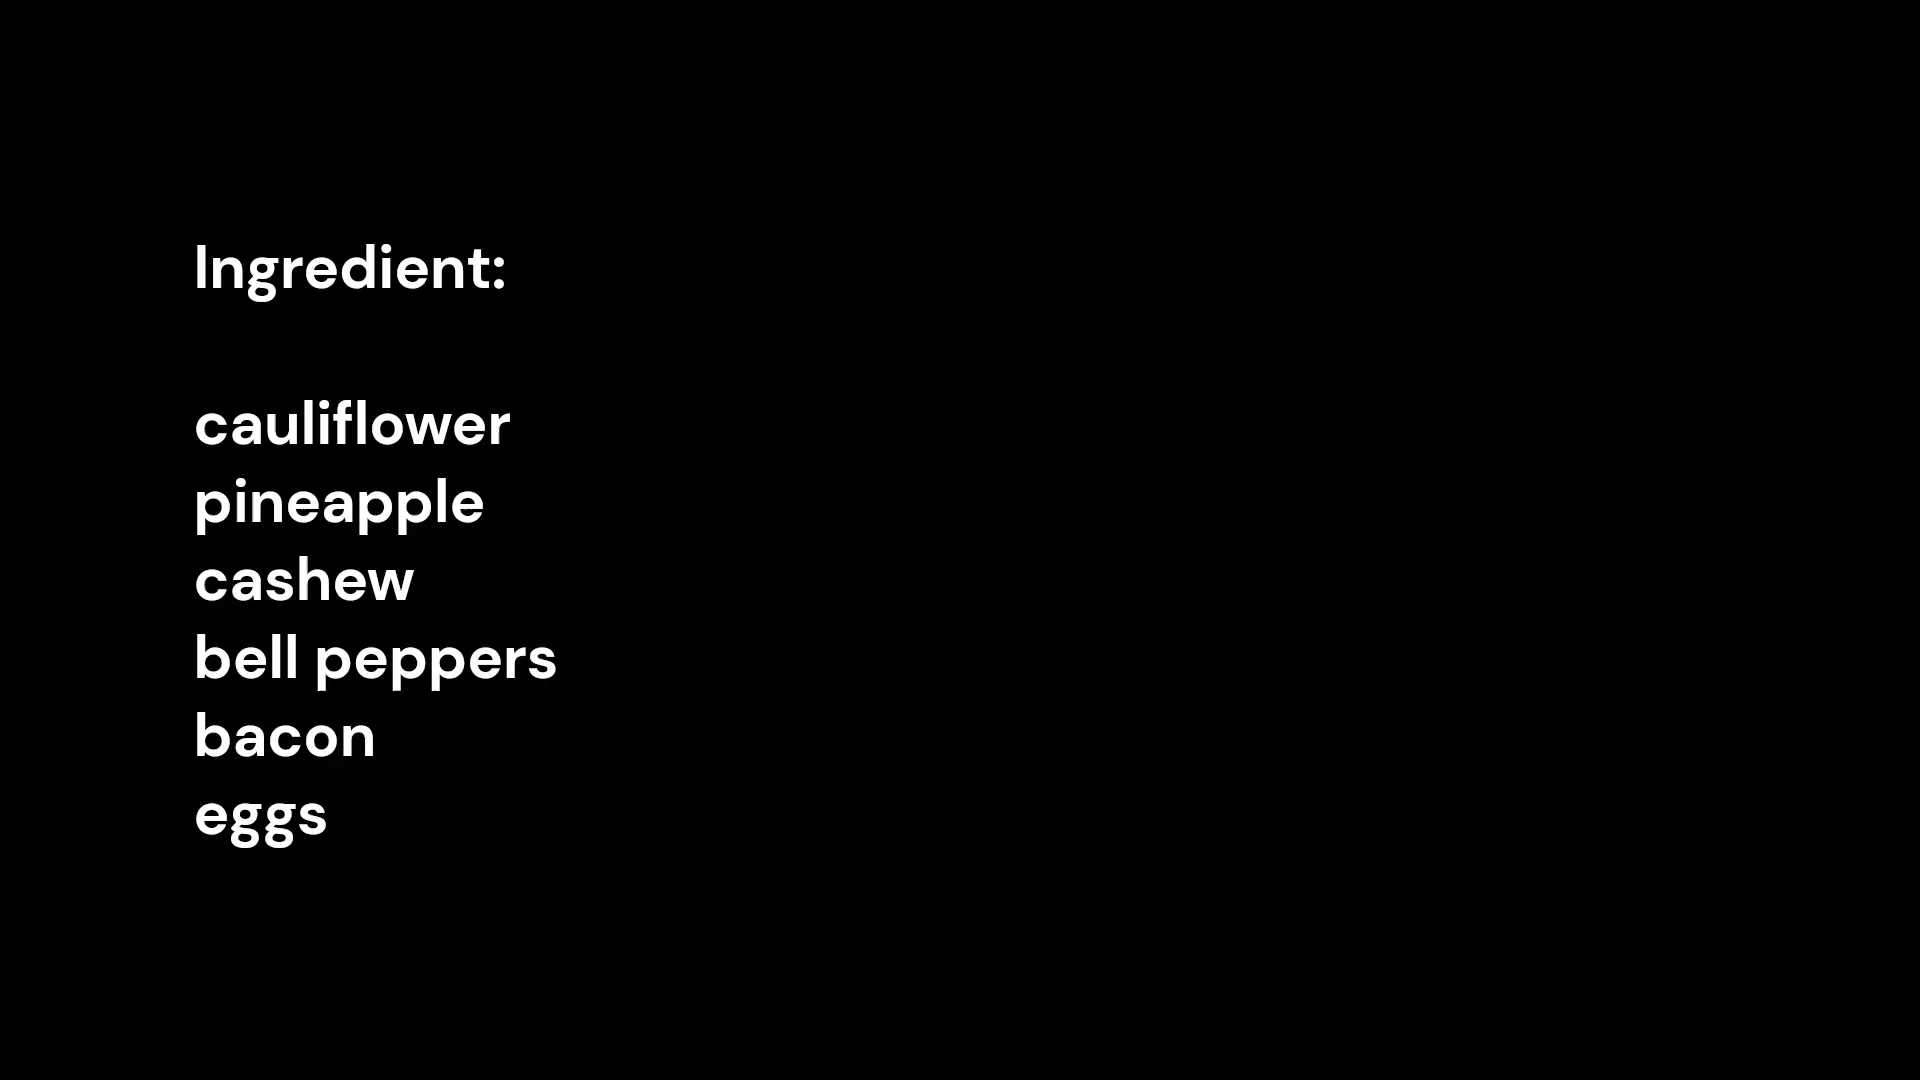 Ingredient:
cauliflower
pineapple
cashew
bell peppers
bacon
eggs